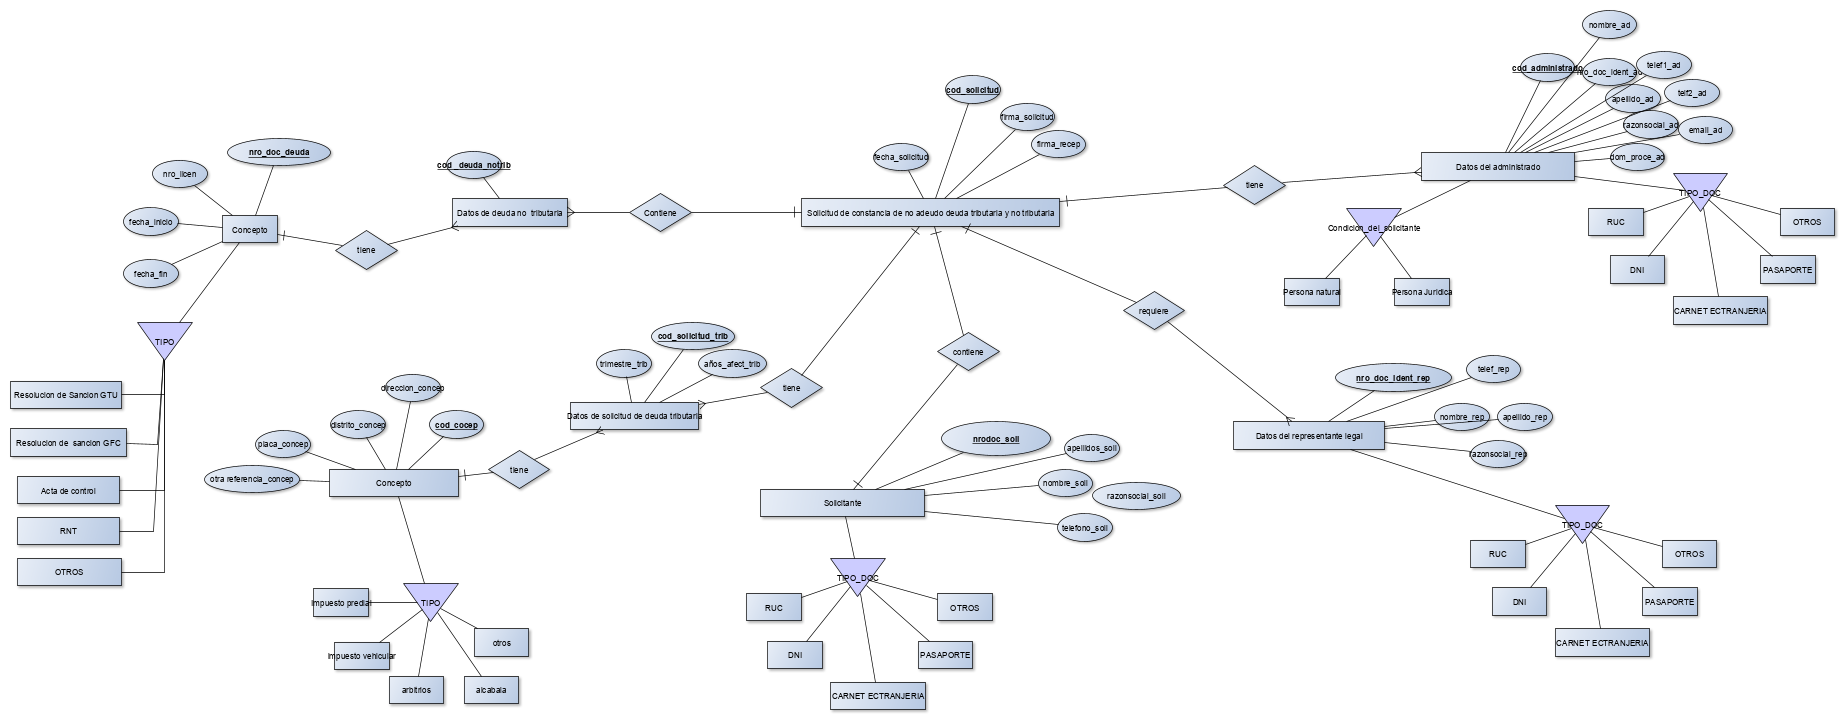 nombre_ad
cod_administrado
nro_doc_ident_ad
telef1_ad
telf2_ad
apellido_ad
razonsocial_ad
email_ad
dom_proce_ad
Datos del administrado
TIPO_DOC
RUC
OTROS
DNI
PASAPORTE
CARNET ECTRANJERIA
Condicion_del_solicitante
Persona natural
Persona Juridica
tiene
cod_solicitud
firma_solicitud
firma_recep
fecha_solicitud
Solicitud de constancia de no adeudo deuda tributaria y no tributaria
Contiene
cod_deuda_notrib
Datos de deuda no tributaria
tiene
nro_doc_deuda
nro_licen
fecha_inicio
fecha_fin
Concepto
TIPO
Resolucion de Sancion GTU
Resolucion de sancion GFC
Acta de control
RNT
OTROS
cod_solicitud_trib
trimestre_trib
años_afect_trib
tiene
Datos de solicitud de deuda tributaria
tiene
direccion_concep
distrito_concep
cod_cocep
placa_concep
otra referencia_concep
Concepto
TIPO
Impuesto predial
Impuesto vehicular
arbitrios
alcabala
otros
contiene
nrodoc_soli
apellidos_soli
nombre_soli
razonsocial_soli
telefono_soli
Solicitante
TIPO_DOC
RUC
OTROS
DNI
PASAPORTE
CARNET ECTRANJERIA
requiere
telef_rep
nro_doc_ident_rep
nombre_rep
apellido_rep
razonsocial_rep
Datos del representante legal
TIPO_DOC
RUC
OTROS
DNI
PASAPORTE
CARNET ECTRANJERIA